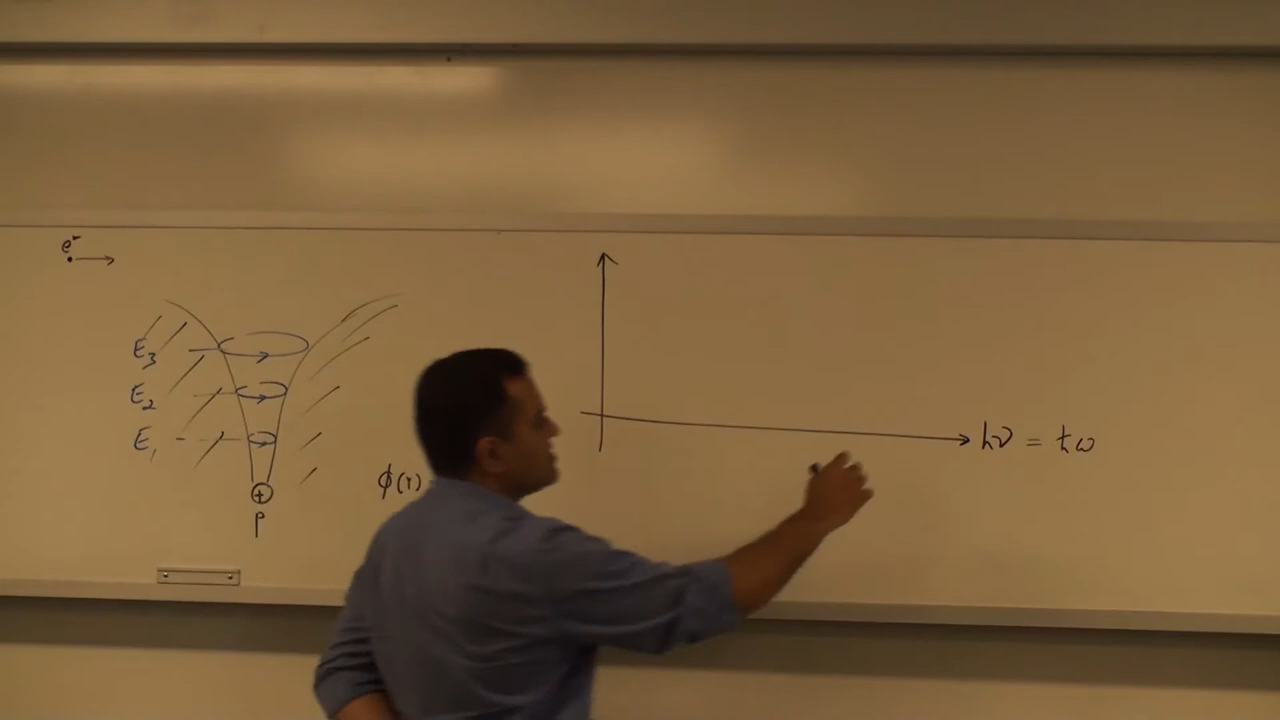 e⁻
E₃
E₂
E₁
+
P
ϕ(r)
hν = ħω